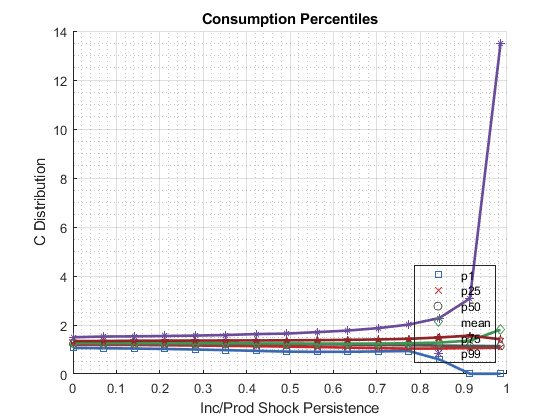 Consumption Percentiles
14
12
10
8
6
4
2
0
C Distribution
p1
p25
p50
mean
p75
p99
0 0.1 0.2 0.3 0.4 0.5 0.6 0.7 0.8 0.9 1
Inc/Prod Shock Persistence